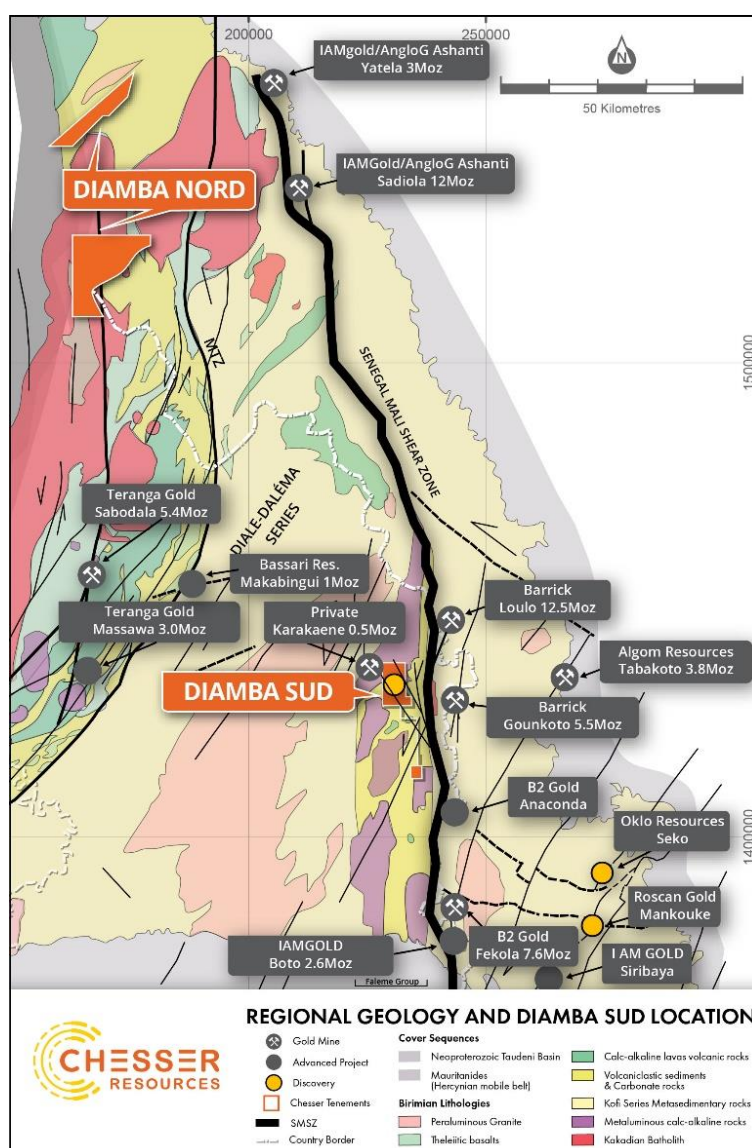 200000
250000
IAMgold/AngloG Ashanti
Yatela 3Moz
N
50 Kilometres
IAMGold/AngloG Ashanti
Sadiola 12Moz
DIAMBA NORD
MTZ
SENEGAL MALI SHEAR ZONE
1500000
DIALE-DALÉMA
SERIES
Teranga Gold
Sabodala 5.4Moz
Bassari Res.
Makabingui 1Moz
Teranga Gold
Massawa 3.0Moz
Private
Karakaene 0.5Moz
Barrick
Loulo 12.5Moz
Algom Resources
Tabakoto 3.8Moz
DIAMBA SUD
Barrick
Gounkoto 5.5Moz
B2 Gold
Anaconda
Oklo Resources
Seko
1400000
Roscan Gold
Mankouke
IAMGOLD
Boto 2.6Moz
B2 Gold
Fekola 7.6Moz
I AM GOLD
Siribaya
Faleme Group
CHESSER
RESOURCES
REGIONAL GEOLOGY AND DIAMBA SUD LOCATION
Gold Mine
Advanced Project
Discovery
Chesser Tenements
SMSZ
Country Border
Cover Sequences
Neoproterozoic Taudeni Basin
Mauritanides
(Hercynian mobile belt)
Birimian Lithologies
Peraluminous Granite
Theleiitic basalts
Calc-alkaline lavas volcanic rocks
Volcaniclastic sediments
& Carbonate rocks
Kofi Series Metasedimentary rocks
Metaluminous calc-alkaline rocks
Kakadian Batholith